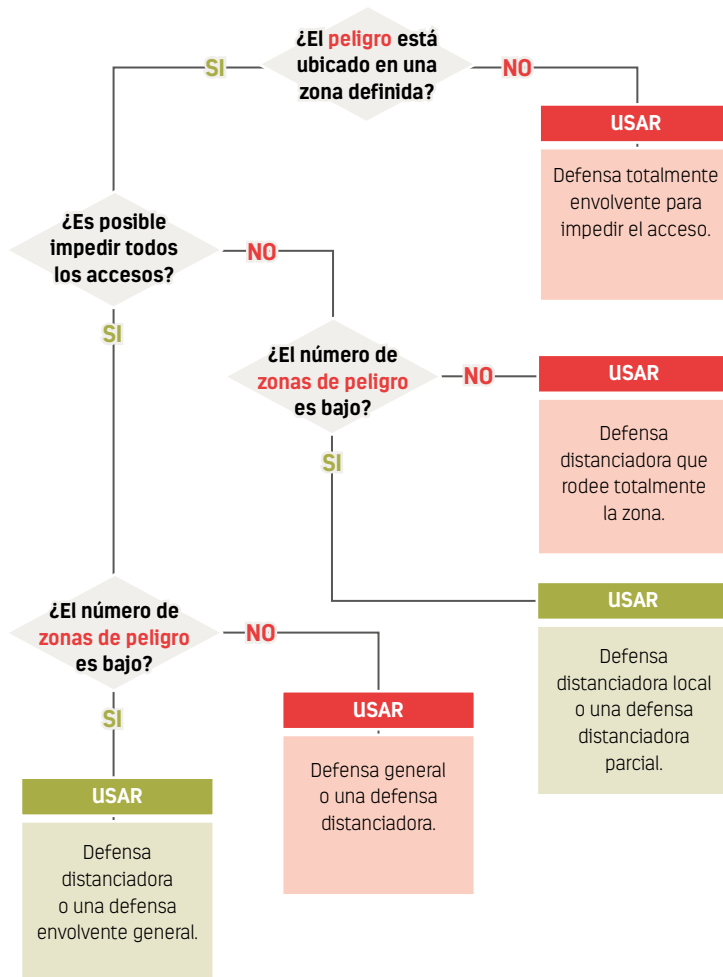 ¿El peligro está
ubicado en una
zona definida?
SI
NO
USAR
Defensa totalmente
envolvente para
impedir el acceso.
¿Es posible
impedir todos
los accesos?
NO
SI
¿El número de
zonas de peligro
es bajo?
NO
USAR
Defensa
distanciadora que
rodee totalmente
la zona.
SI
USAR
Defensa
distanciadora local
o una defensa
distanciadora
parcial.
¿El número de
zonas de peligro
es bajo?
NO
USAR
Defensa general
o una defensa
distanciadora.
SI
USAR
Defensa
distanciadora
o una defensa
envolvente general.